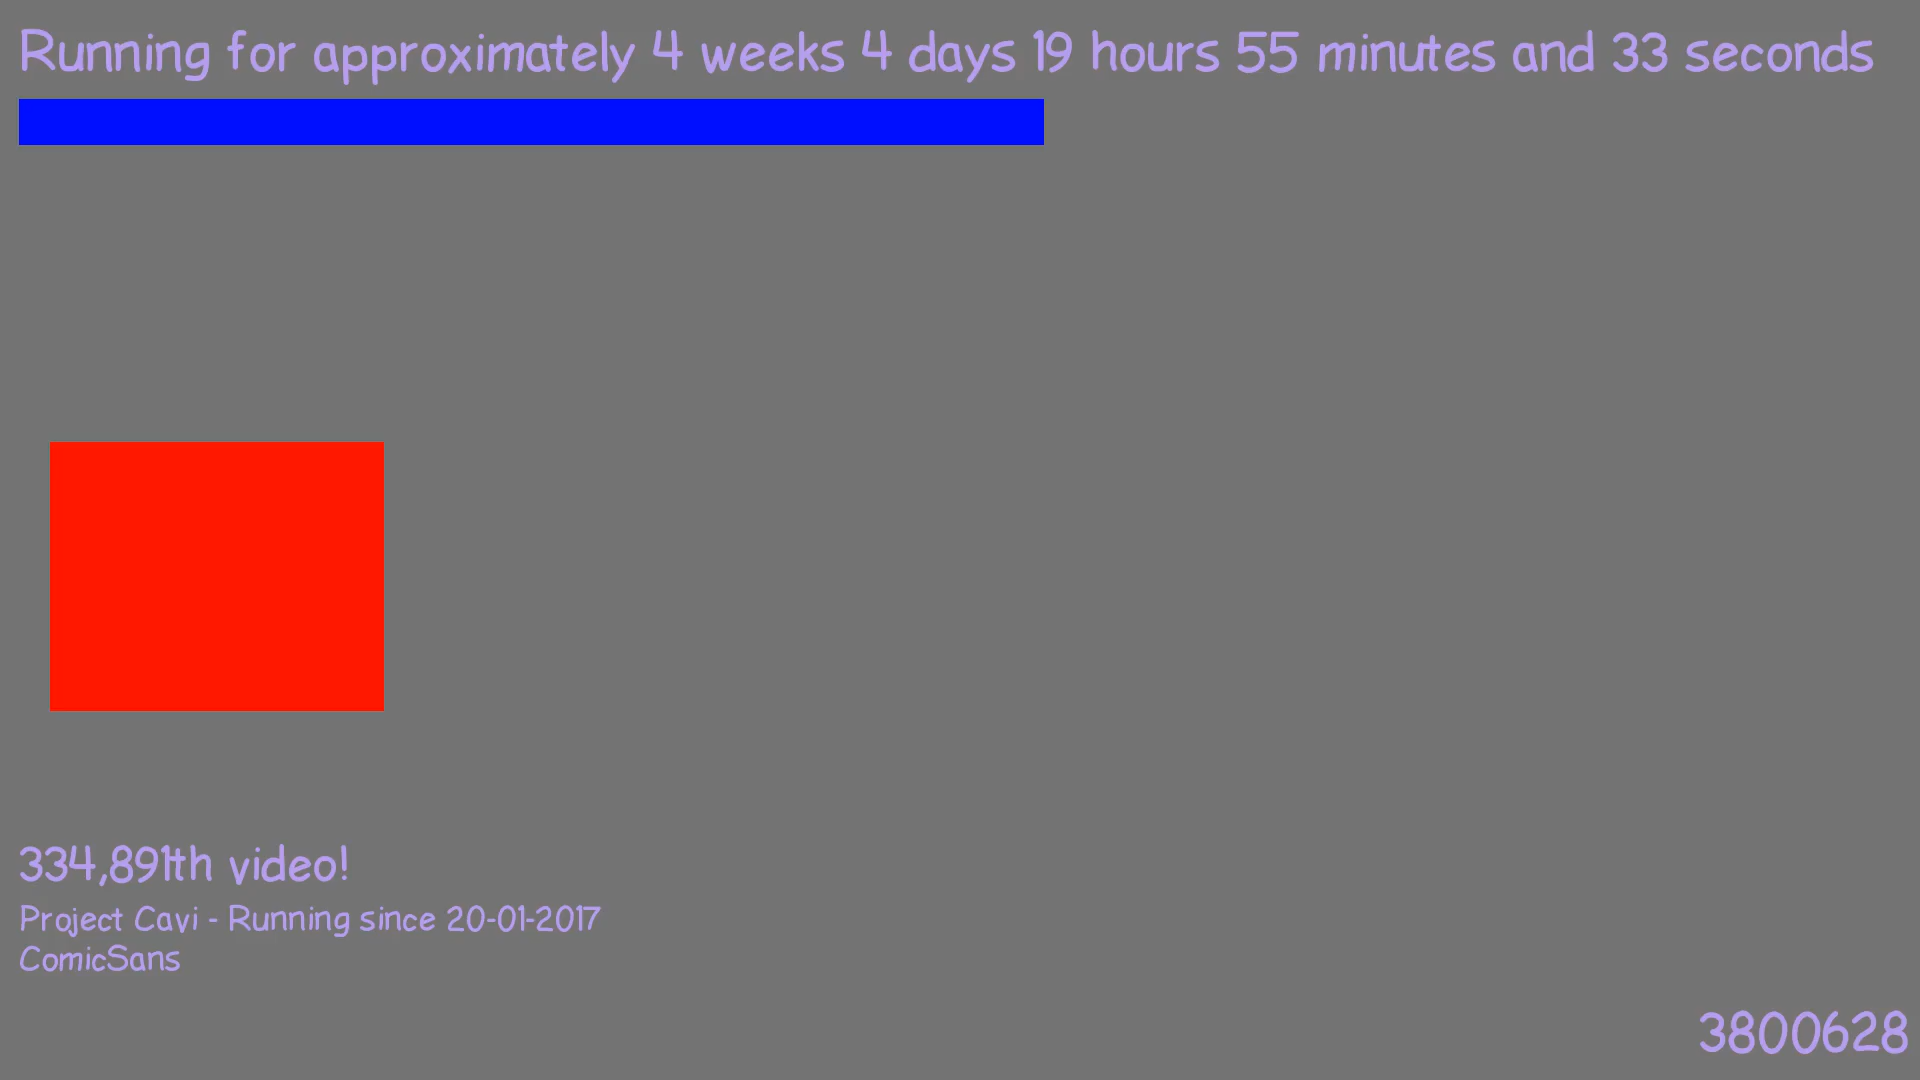 Running for approximately 4 weeks 4 days 19 hours 55 minutes and 33 seconds
334,891th video!
Project Cavi - Running since 20-01-2017
ComicSans
3800628